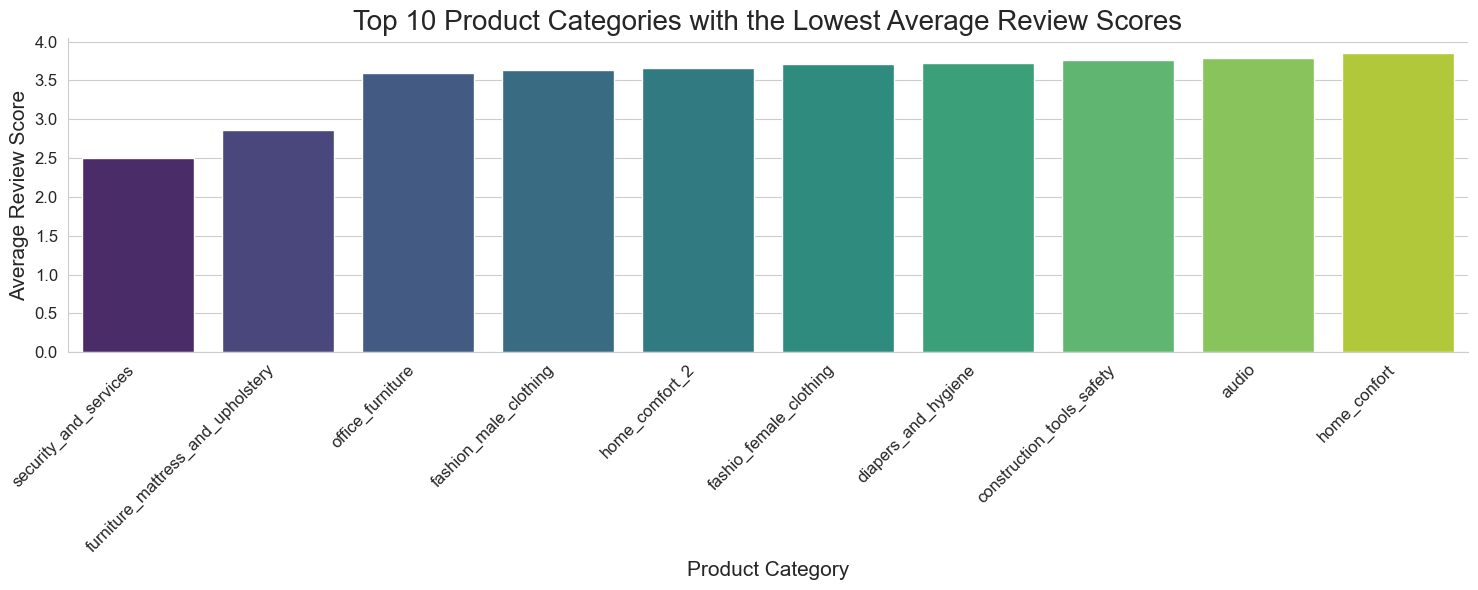 Top 10 Product Categories with the Lowest Average Review Scores
Average Review Score
4.0
3.5
3.0
2.5
2.0
1.5
1.0
0.5
0.0
security_and_services
furniture_mattress_and_upholstery
office_furniture
fashion_male_clothing
home_comfort_2
fashio_female_clothing
diapers_and_hygiene
construction_tools_safety
audio
home_confort
Product Category